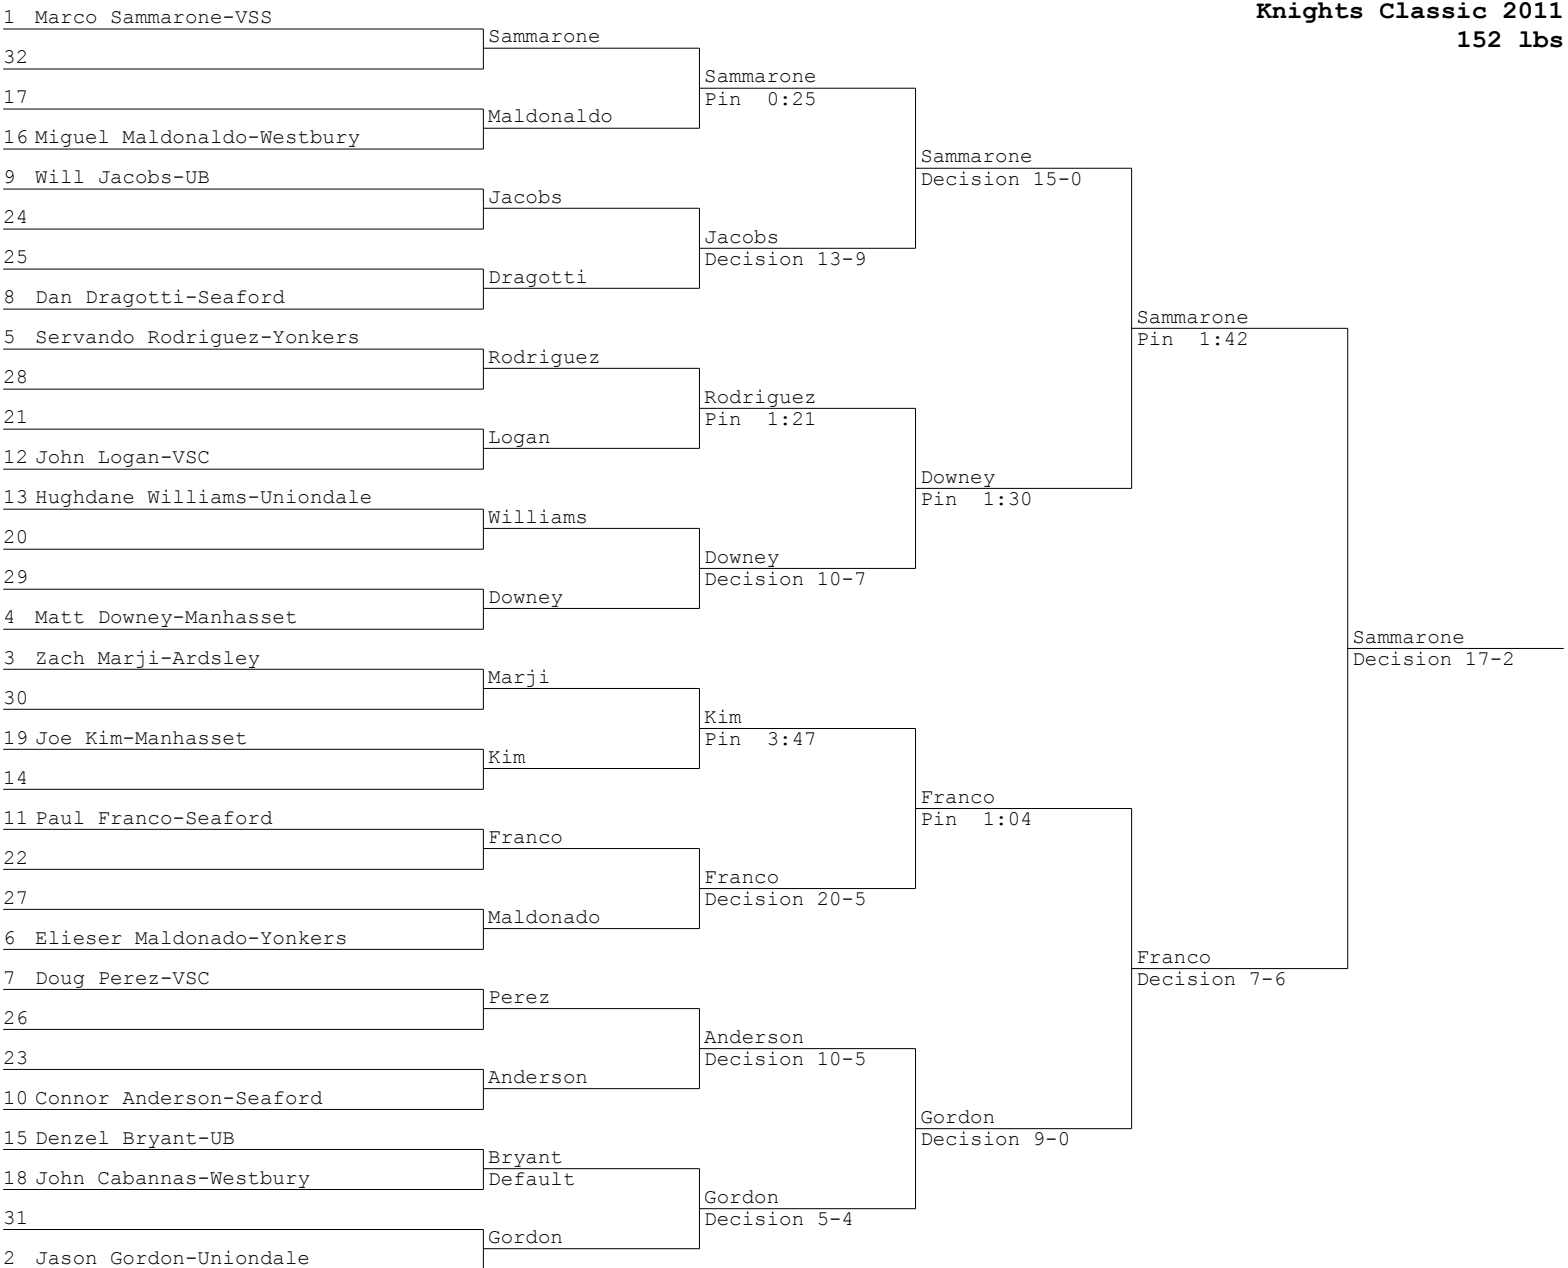 Knights Classic 2011
152 lbs
1 Marco Sammarone-VSS
32
17
16 Miguel Maldonaldo-Westbury
9 Will Jacobs-UB
24
25
8 Dan Dragotti-Seaford
5 Servando Rodriguez-Yonkers
28
21
12 John Logan-VSC
13 Hughdane Williams-Uniondale
20
29
4 Matt Downey-Manhasset
3 Zach Marji-Ardsley
30
19 Joe Kim-Manhasset
14
11 Paul Franco-Seaford
22
27
6 Elieser Maldonado-Yonkers
7 Doug Perez-VSC
26
23
10 Connor Anderson-Seaford
15 Denzel Bryant-UB
18 John Cabannas-Westbury
31
2 Jason Gordon-Uniondale
Sammarone
Maldonaldo
Jacobs
Dragotti
Rodriguez
Logan
Williams
Downey
Marji
Kim
Franco
Maldonado
Perez
Anderson
Bryant
Default
Gordon
Sammarone
Pin 0:25
Jacobs
Decision 13-9
Rodriguez
Pin 1:21
Downey
Decision 10-7
Kim
Pin 3:47
Franco
Decision 20-5
Anderson
Decision 10-5
Gordon
Decision 5-4
Sammarone
Decision 15-0
Downey
Pin 1:30
Franco
Pin 1:04
Gordon
Decision 9-0
Sammarone
Pin 1:42
Franco
Decision 7-6
Sammarone
Decision 17-2